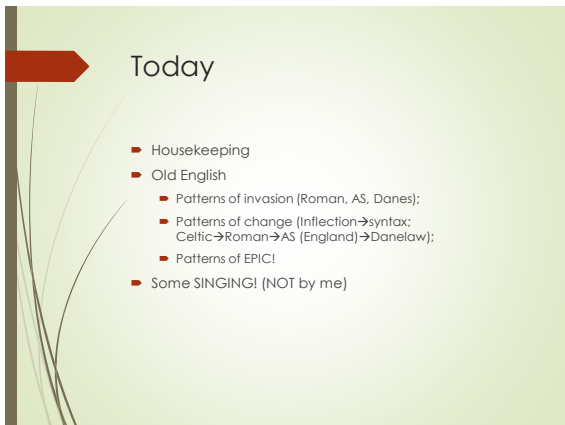 Today
Housekeeping
Old English
Patterns of invasion (Roman, AS, Danes);
Patterns of change (Inflection→syntax;
Celtic→Roman→AS (England)→Danelaw);
Patterns of EPIC!
Some SINGING! (NOT by me)